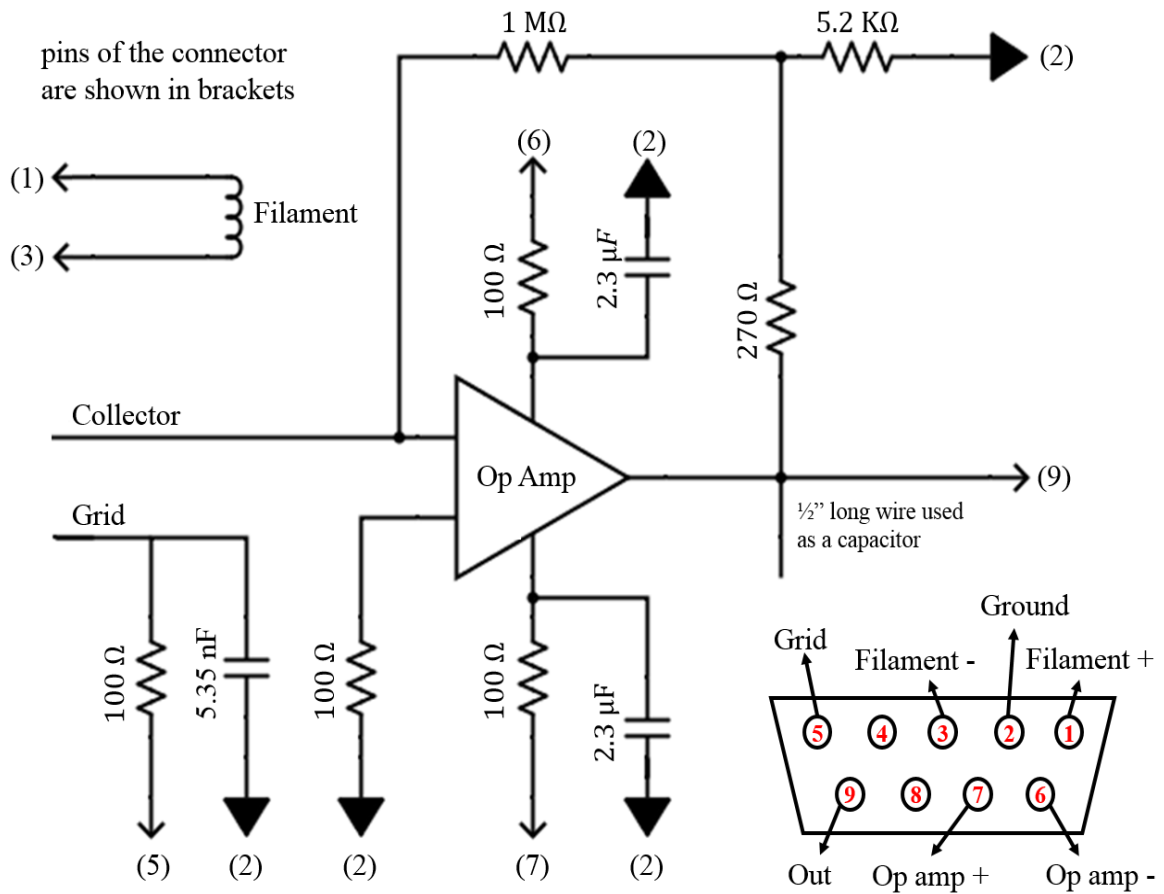 1 MΩ
5.2 KΩ
(2)
pins of the connector
are shown in brackets
(6)
(2)
(1)
Filament
(3)
100 Ω
2.3 µF
270 Ω
Collector
Op Amp
(9)
½” long wire used
as a capacitor
Grid
100 Ω
5.35 nF
100 Ω
100 Ω
2.3 µF
(5)
(2)
(2)
(7)
(2)
Ground
Grid
Filament -
Filament +
5
4
3
2
1
9
8
7
6
Out
Op amp +
Op amp -